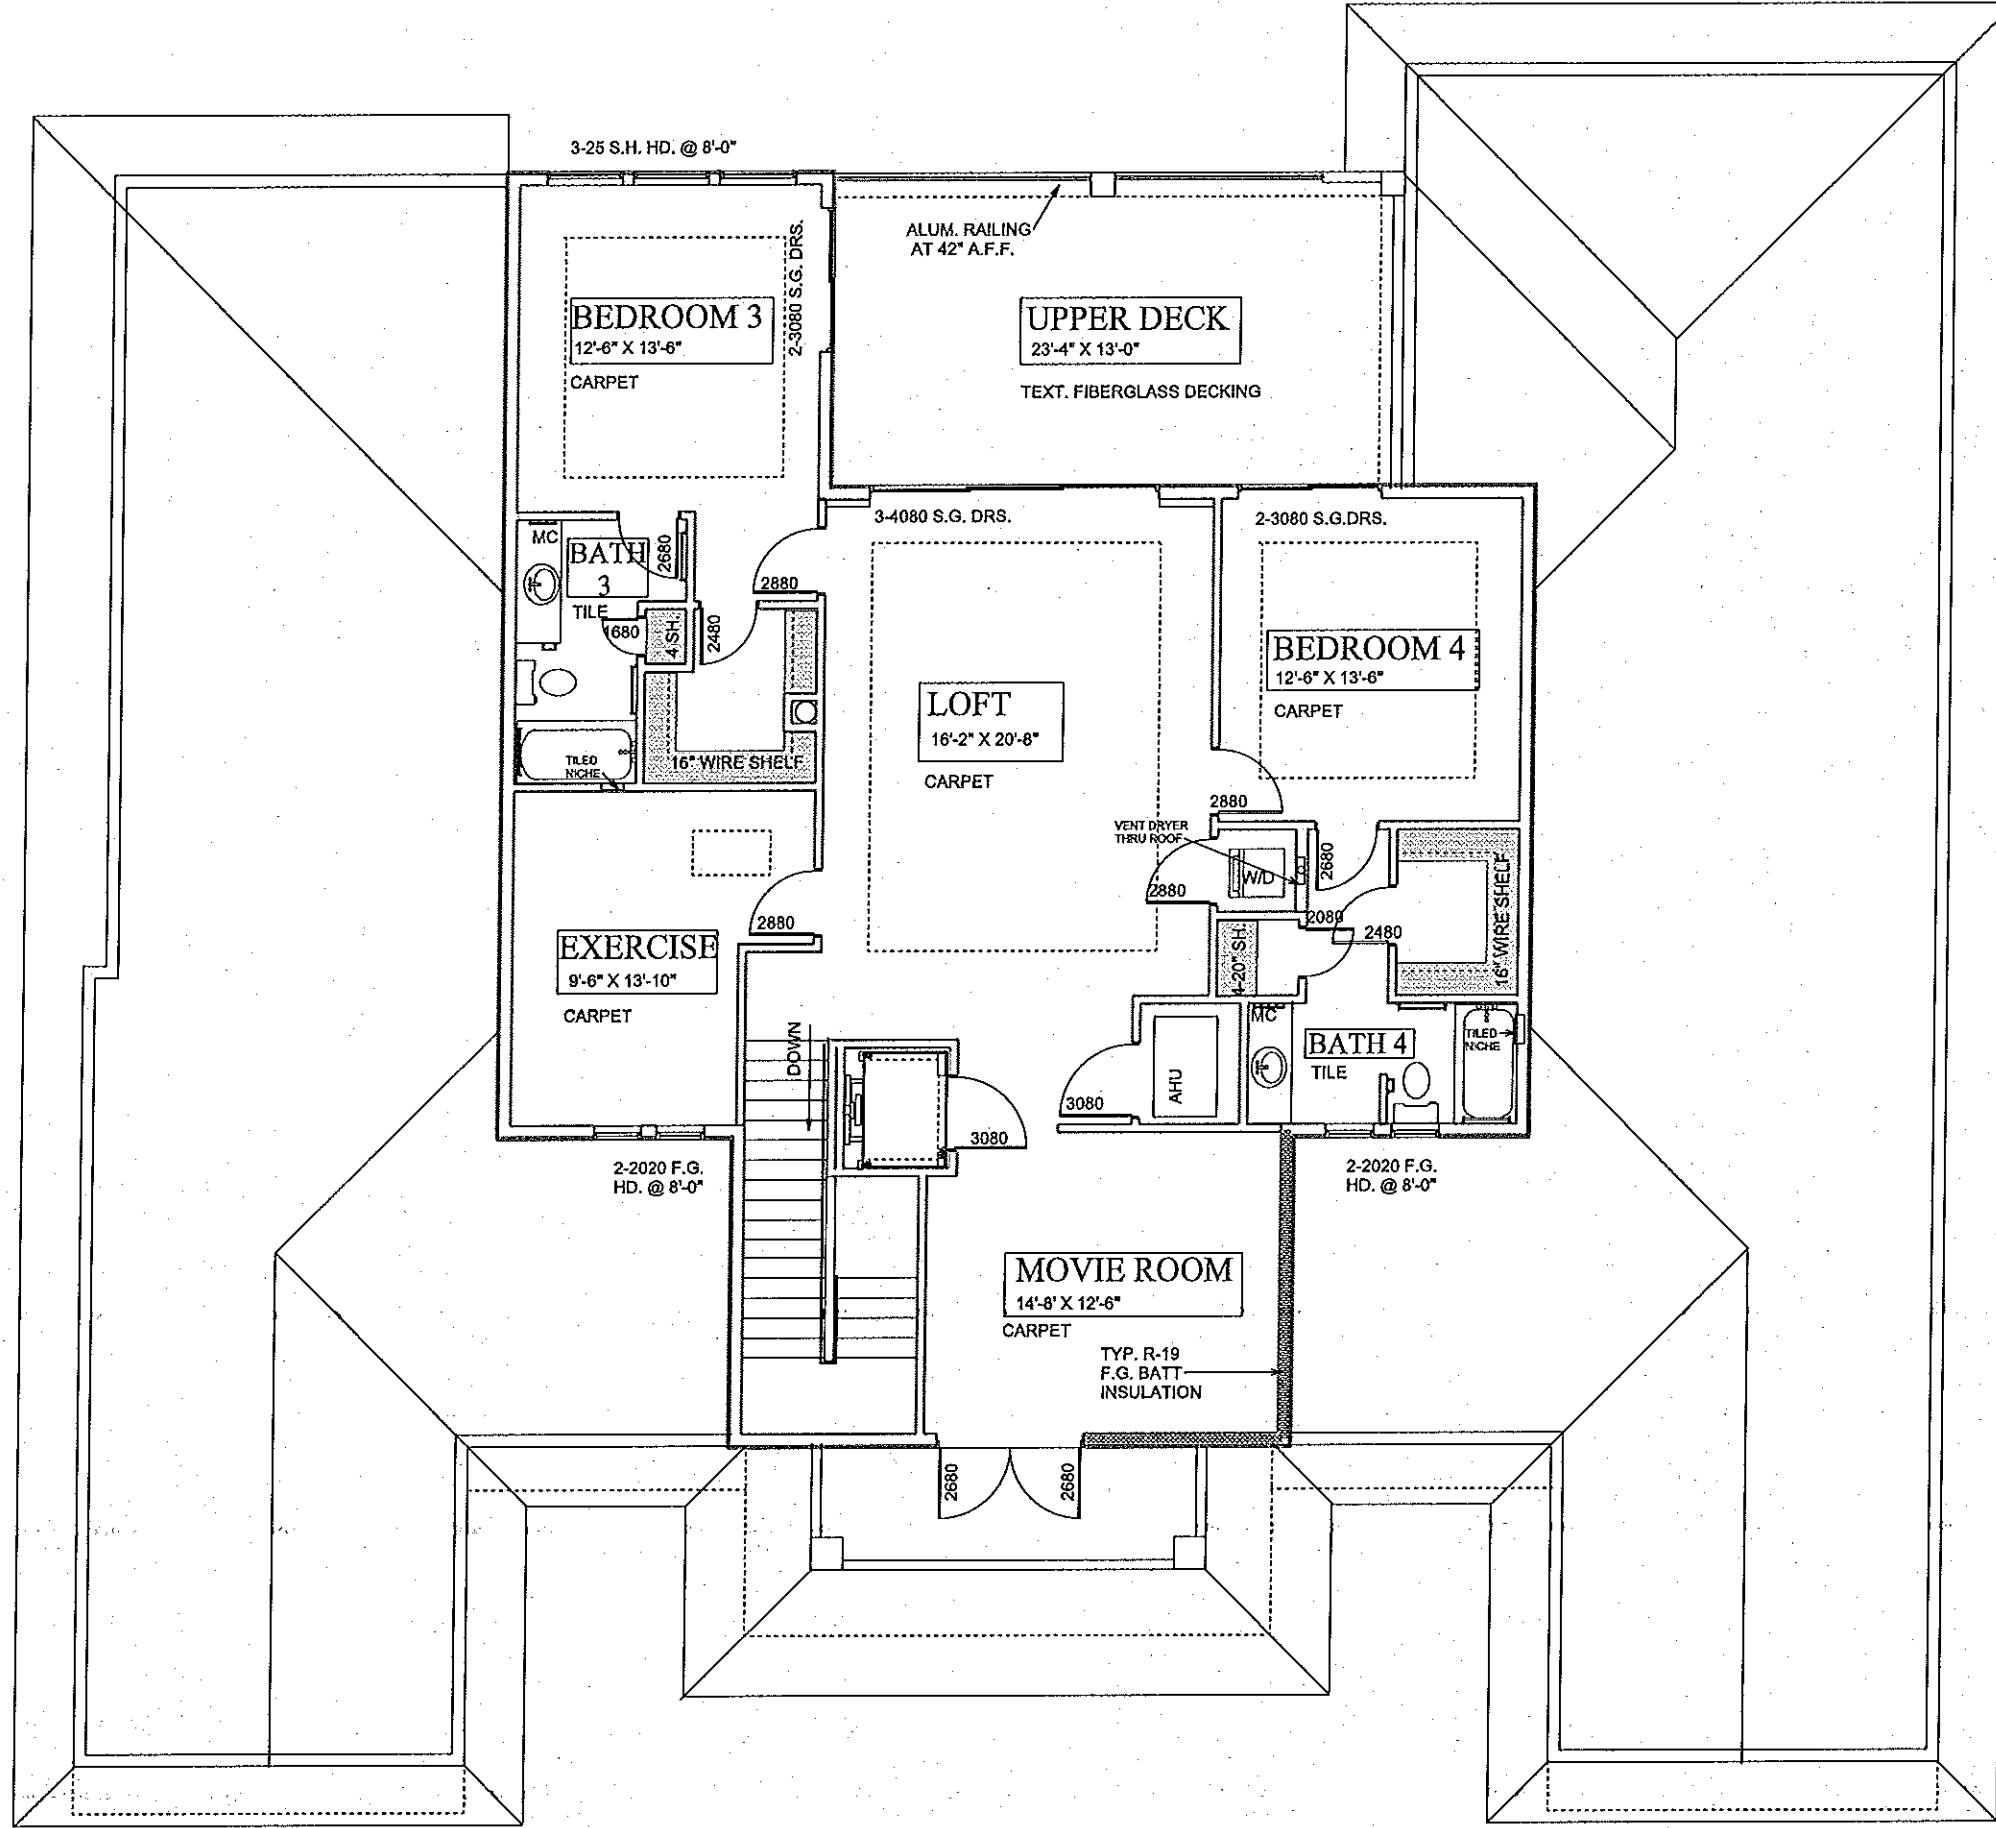 3-25 S.H. HD. @ 8'-0"
ALUM. RAILING
AT 42" A.F.F.
2-3080 S.G. DRS.
BEDROOM 3
12'-6" X 13'-6"
CARPET
UPPER DECK
23'-4" X 13'-0"
TEXT. FIBERGLASS DECKING
3-4080 S.G. DRS.
2-3080 S.G.DRS.
MC
BATH
3
TILE
2680
2880
1680
4 SH.
2480
BEDROOM 4
12'-6" X 13'-6"
CARPET
LOFT
16'-2" X 20'-8"
CARPET
TILED
NICHE
16" WIRE SHELF
2880
VENT DRYER
THRU ROOF
W/D
2680
2880
2080
2480
16" WIRE SHELF
2880
EXERCISE
9'-6" X 13'-10"
CARPET
4-20" SH.
MC
BATH 4
TILE
TILED
NICHE
DOWN
AHU
3080
3080
2-2020 F.G.
HD. @ 8'-0"
2-2020 F.G.
HD. @ 8'-0"
MOVIE ROOM
14'-8' X 12'-6"
CARPET
TYP. R-19
F.G. BATT
INSULATION
2680
2680